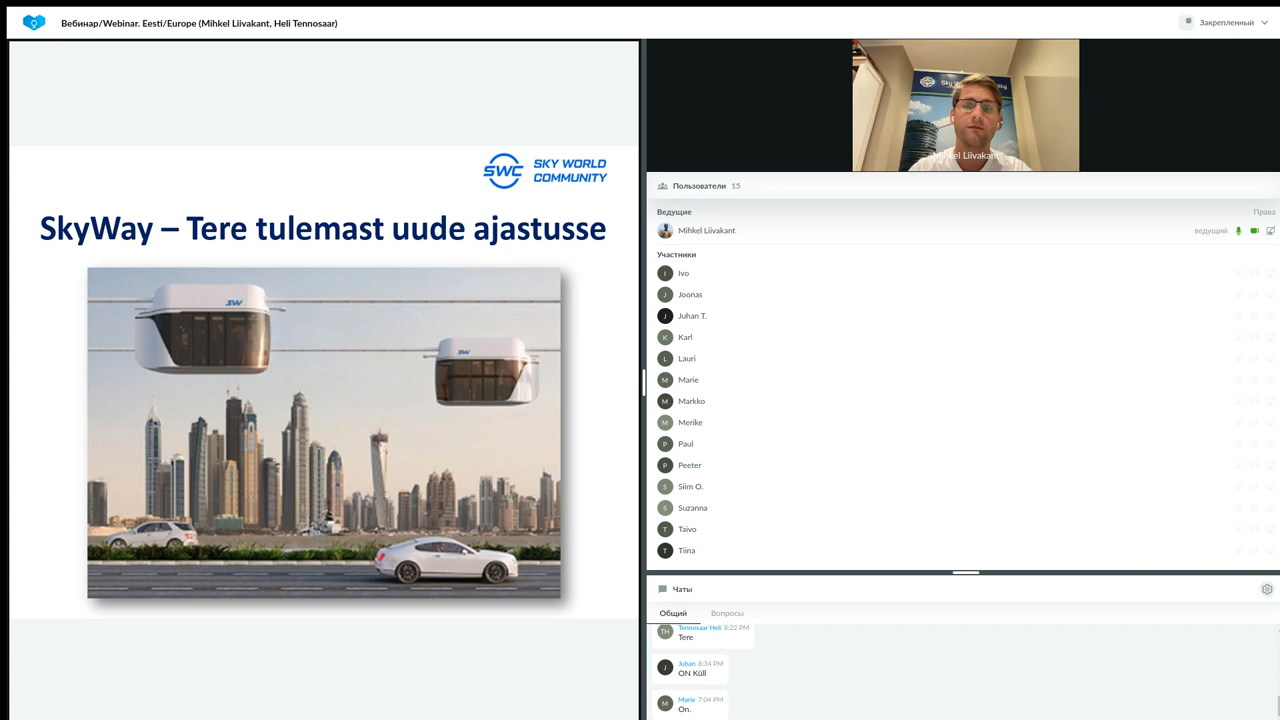 Вебинар/Webinar. Eesti/Europe (Mihkel Liivakant, Heli Tennosaar)
Закрепленный
SWC SKY WORLD
COMMUNITY
SkyWay – Tere tulemast uude ajastusse
SW
SW
Mihkel Liivakant
Пользователи 15
Ведущие
Права
Mihkel Liivakant
ведущий
Участники
I Ivo
J Joonas
J Juhan T.
K Karl
L Lauri
M Marie
M Markko
M Merike
P Paul
P Peeter
S Siim O.
S Suzanna
T Taivo
T Tiina
Чаты
Общий Вопросы
TH Tennosaar Heli 8:22 PM
Tere
J Juhan 8:34 PM
ON Küll
M Marie 7:04 PM
On.